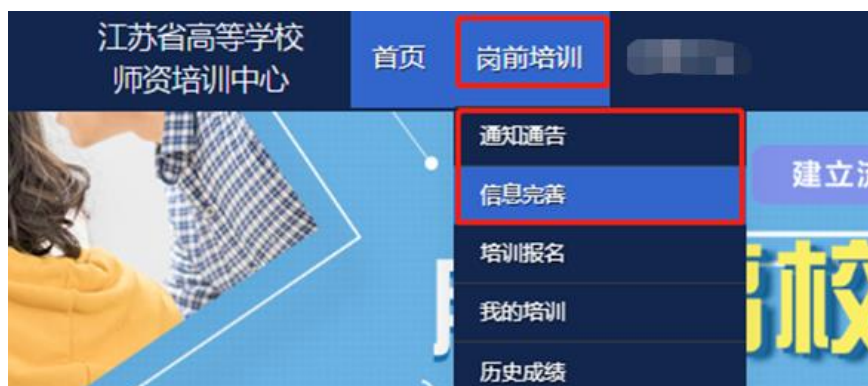 江苏省高等学校
师资培训中心
首页
岗前培训
通知通告
信息完善
建立
培训报名
我的培训
校
历史成绩